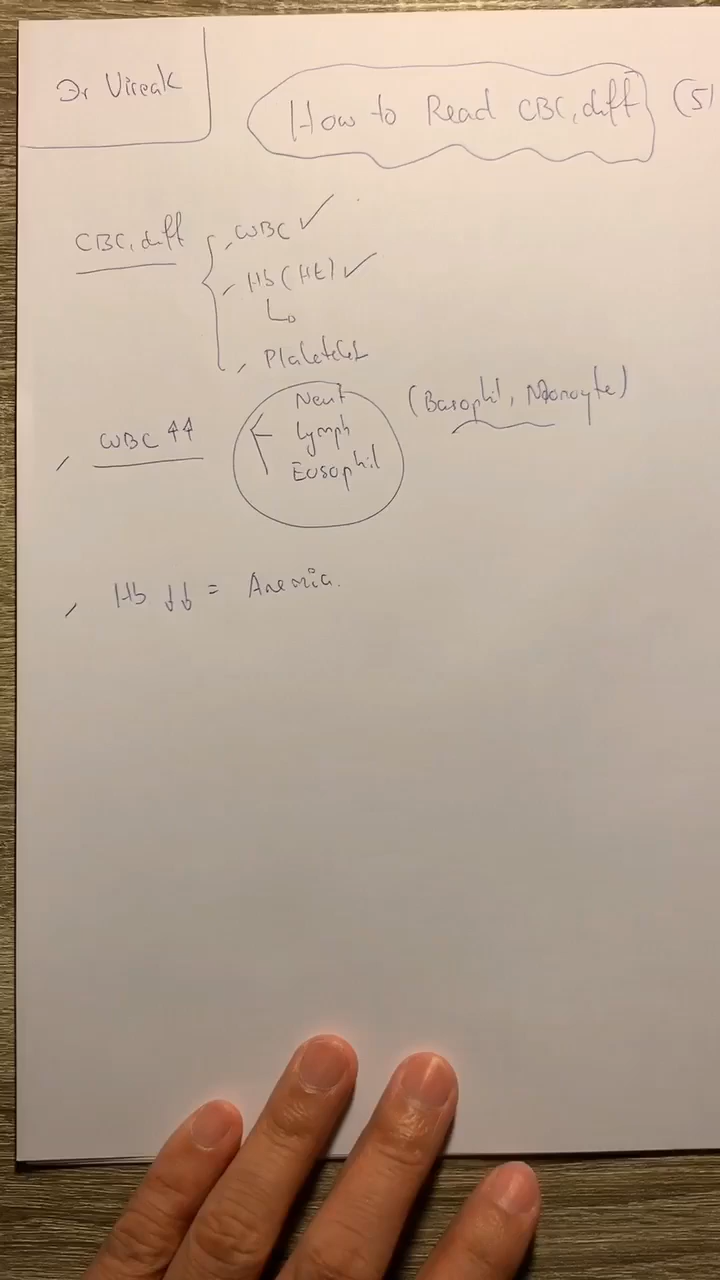 Dr Vireak
How to Read CBC, diff (5)
CBC, diff
WBC ✓
Hb (Ht) ✓
Platelet
WBC ↑↑
Neut
Lymph
Eosophil
(Basophil, Monocyte)
Hb ↓↓ = Anemia.